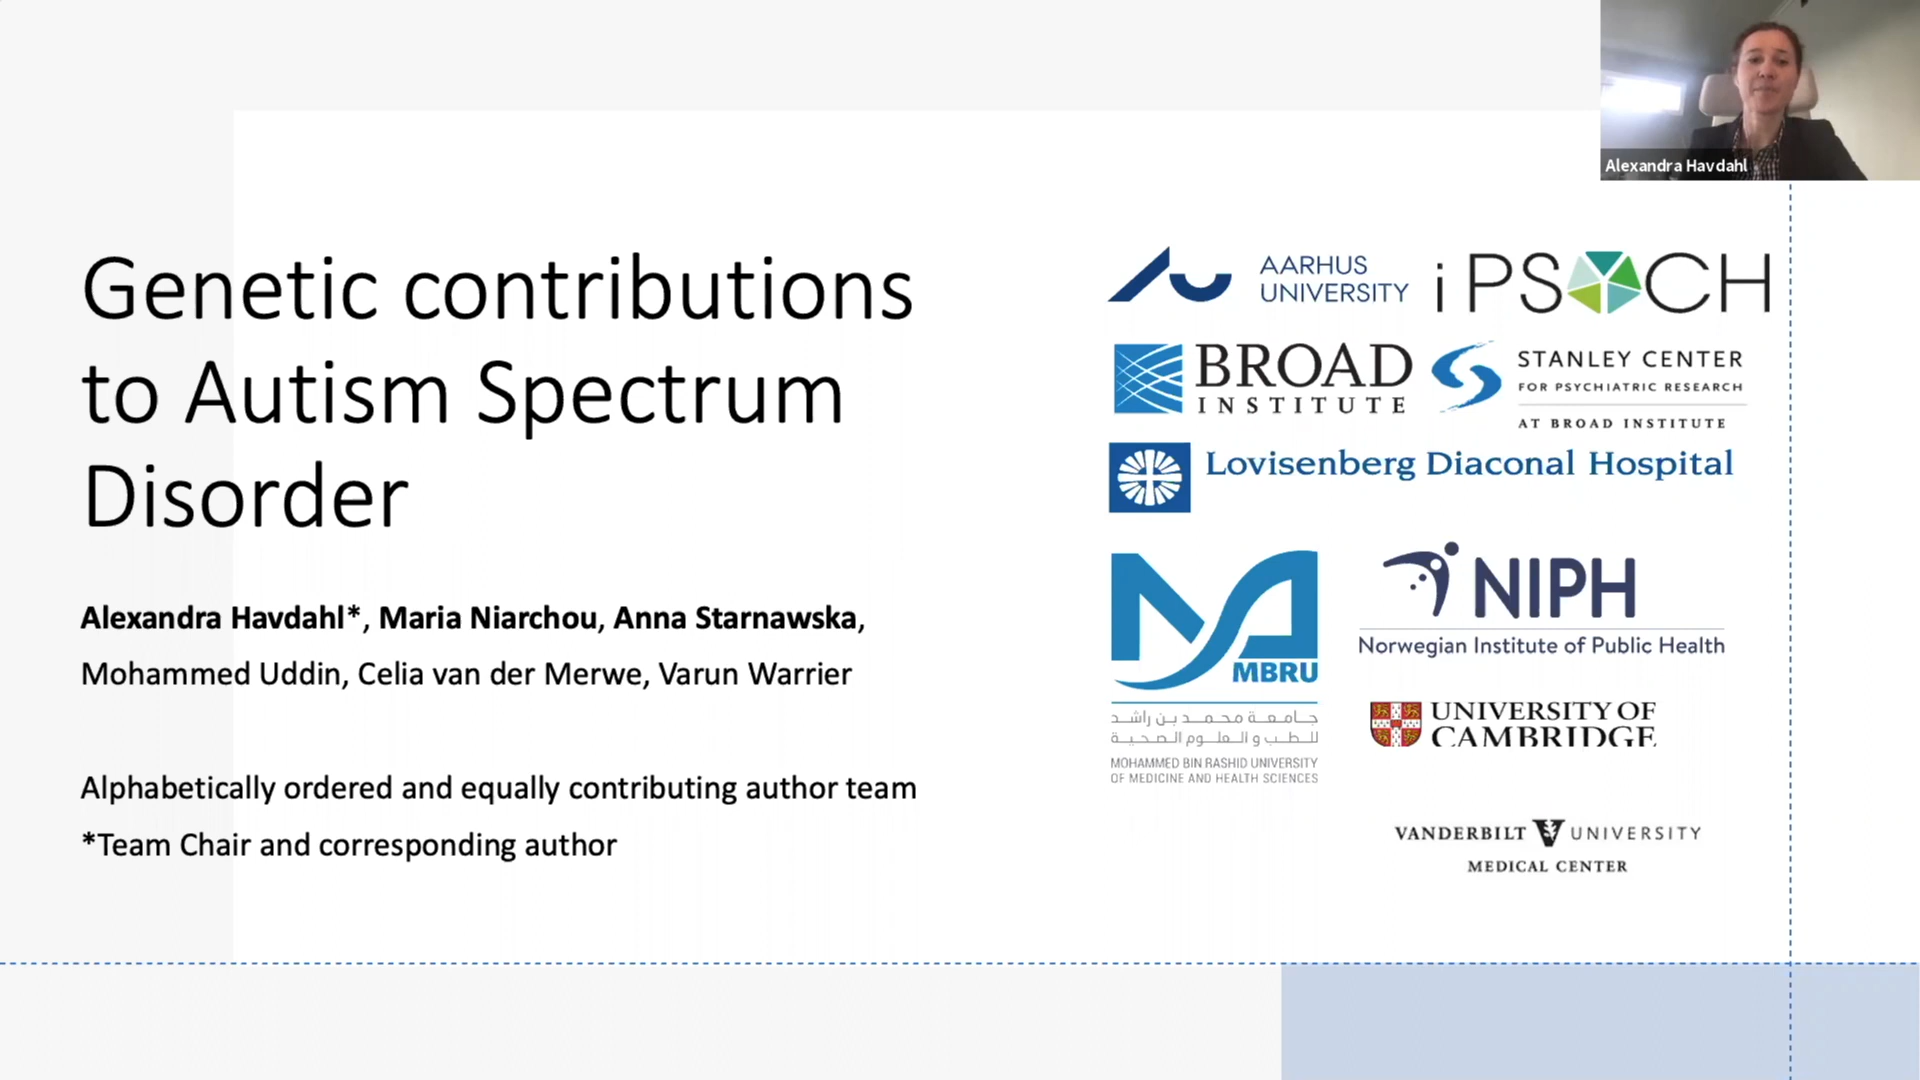 Alexandra Havdahl
Genetic contributions
to Autism Spectrum
Disorder
Alexandra Havdahl*, Maria Niarchou, Anna Starnawska,
Mohammed Uddin, Celia van der Merwe, Varun Warrier
Alphabetically ordered and equally contributing author team
*Team Chair and corresponding author
AARHUS
UNIVERSITY
iPSYCH
BROAD
INSTITUTE
STANLEY CENTER
FOR PSYCHIATRIC RESEARCH
AT BROAD INSTITUTE
Lovisenberg Diaconal Hospital
MBRU
جامعة محمد بن راشد
للطب و العلوم الصحية
MOHAMMED BIN RASHID UNIVERSITY
OF MEDICINE AND HEALTH SCIENCES
NIPH
Norwegian Institute of Public Health
UNIVERSITY OF
CAMBRIDGE
VANDERBILT UNIVERSITY
MEDICAL CENTER